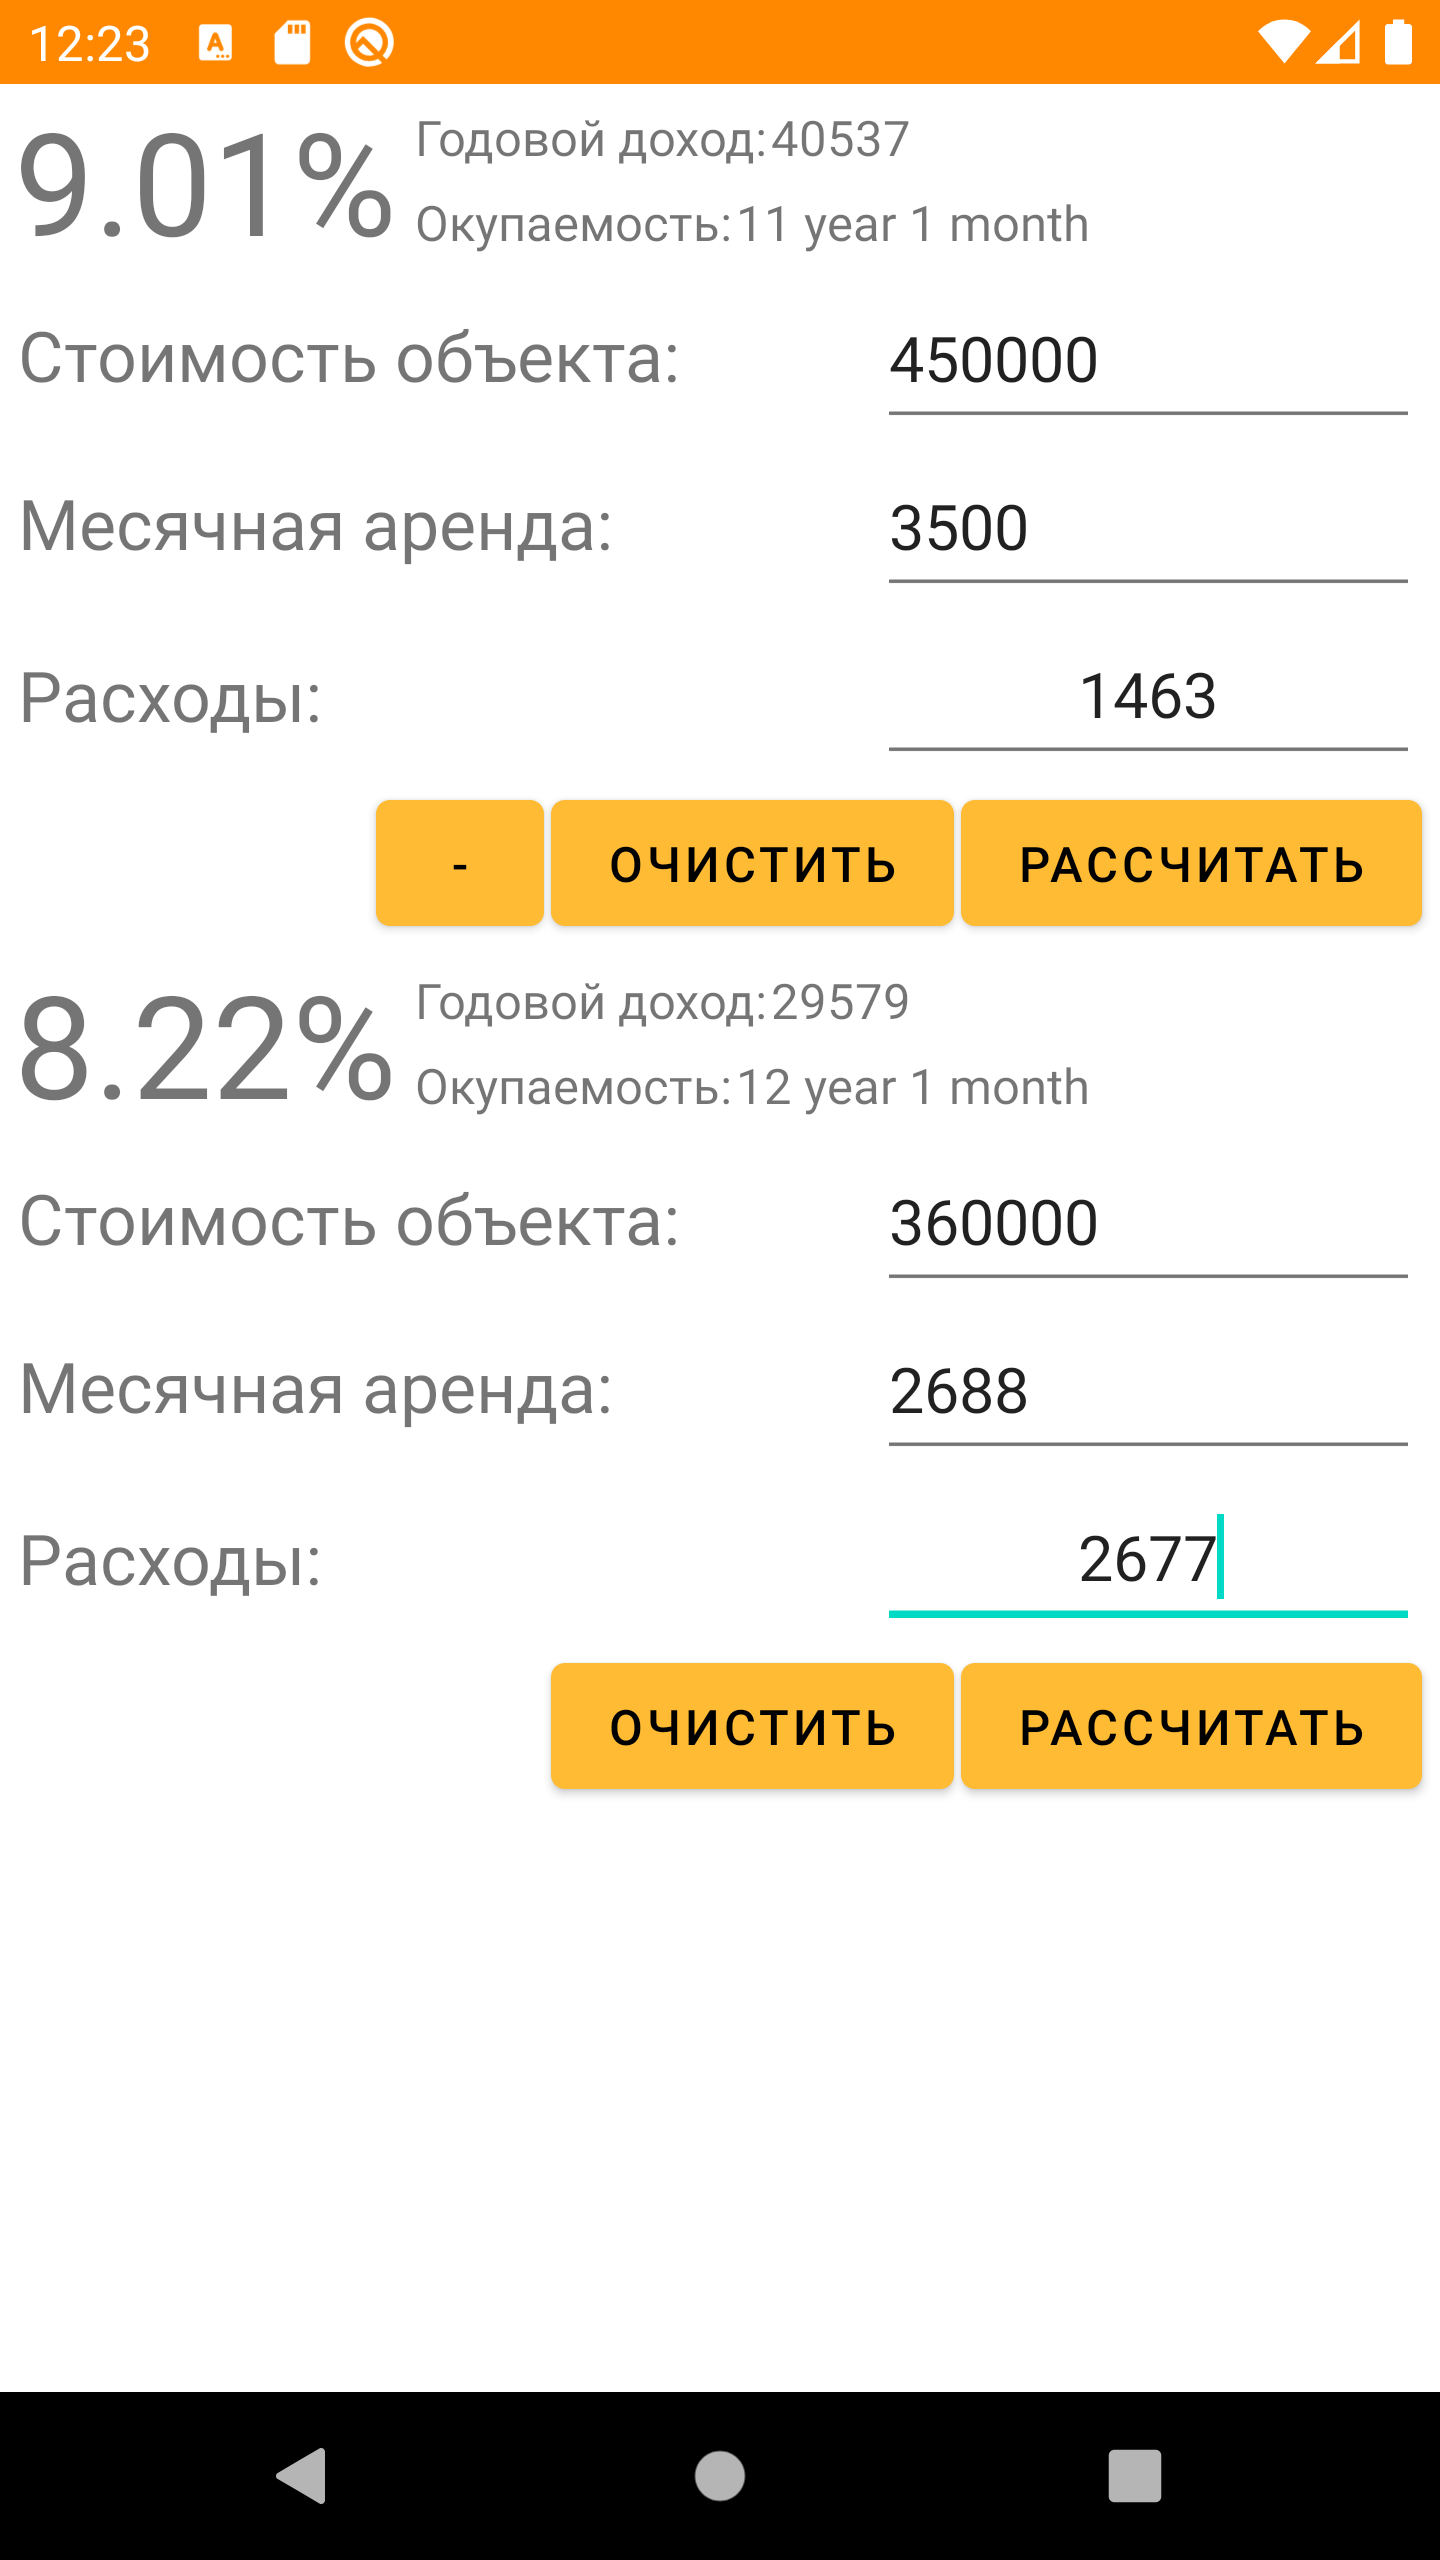 12:23
9.01%
Годовой доход: 40537
Окупаемость: 11 year 1 month
Стоимость объекта: 450000
Месячная аренда: 3500
Расходы: 1463
- ОЧИСТИТЬ РАССЧИТАТЬ
8.22%
Годовой доход: 29579
Окупаемость: 12 year 1 month
Стоимость объекта: 360000
Месячная аренда: 2688
Расходы: 2677
ОЧИСТИТЬ РАССЧИТАТЬ